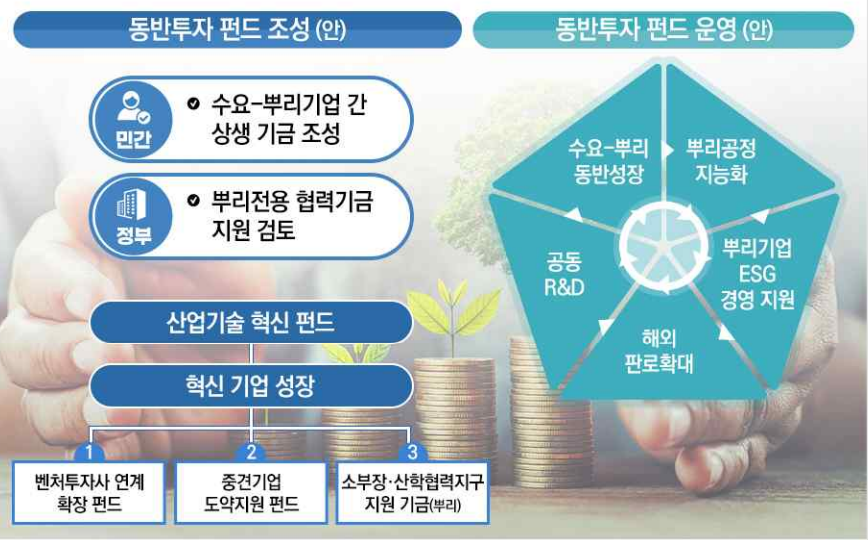 동반투자 펀드 조성 (안)
민간
수요-뿌리기업 간
상생 기금 조성
정부
뿌리전용 협력기금
지원 검토
산업기술 혁신 펀드
혁신 기업 성장
1
벤처투자사 연계
확장 펀드
2
중견기업
도약지원 펀드
3
소부장·산학협력지구
지원 기금(뿌리)
동반투자 펀드 운영 (안)
수요-뿌리
동반성장
뿌리공정
지능화
뿌리기업
ESG
경영 지원
해외
판로확대
공동
R&D